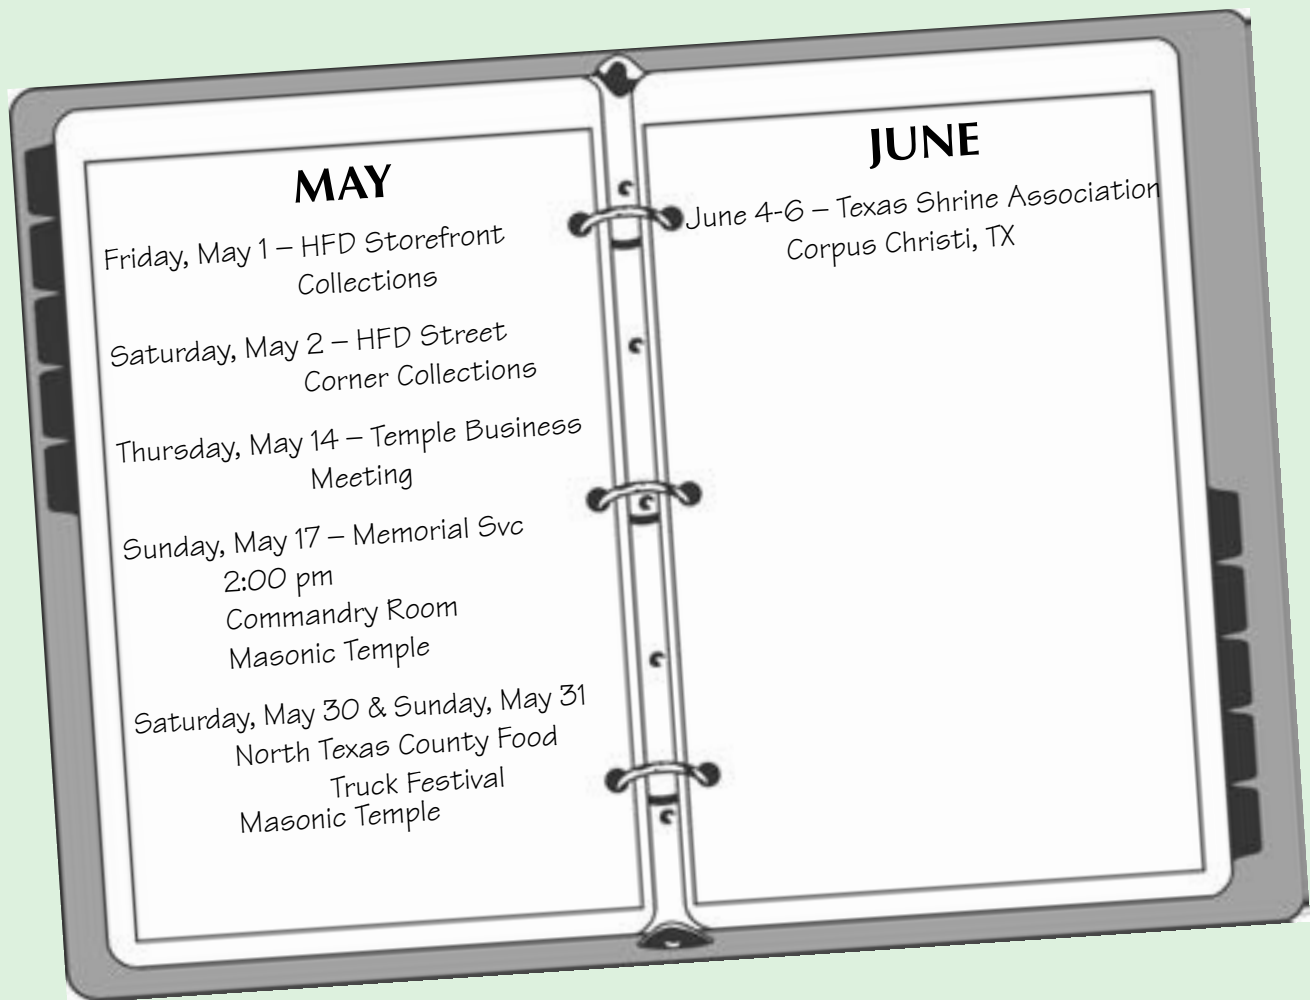 MAY
Friday, May 1 – HFD Storefront
Collections
Saturday, May 2 – HFD Street
Corner Collections
Thursday, May 14 – Temple Business
Meeting
Sunday, May 17 – Memorial Svc
2:00 pm
Commandry Room
Masonic Temple
Saturday, May 30 & Sunday, May 31
North Texas County Food
Truck Festival
Masonic Temple
JUNE
June 4-6 – Texas Shrine Association
Corpus Christi, TX